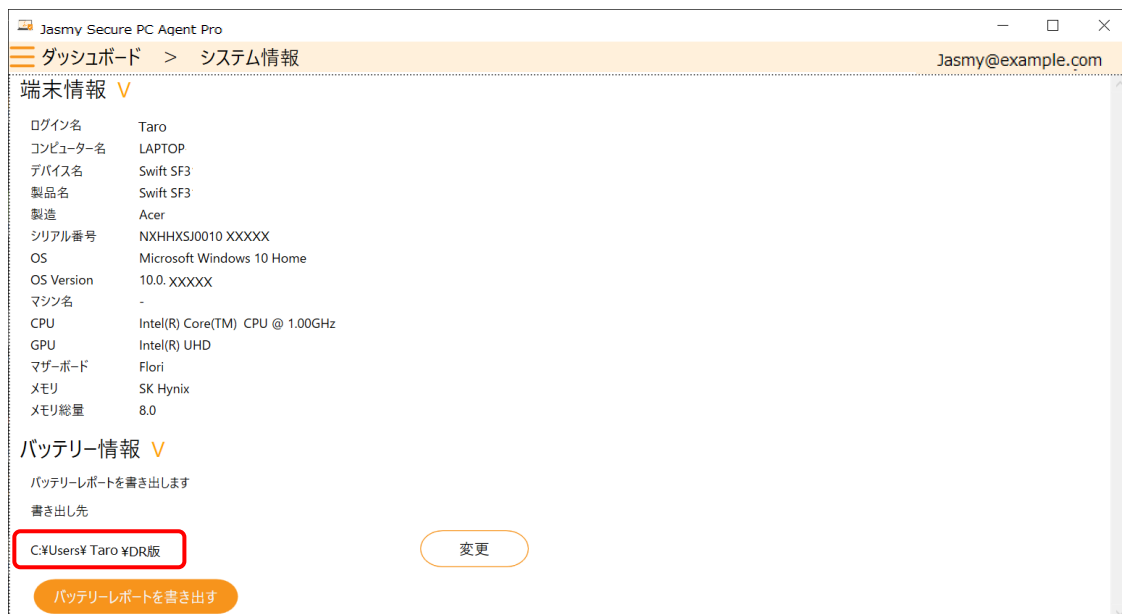 Jasmy Secure PC Agent Pro
ダッシュボード > システム情報
Jasmy@example.com
端末情報 V
ログイン名 Taro
コンピューター名 LAPTOP
デバイス名 Swift SF3
製品名 Swift SF3
製造 Acer
シリアル番号 NXHHXSJ0010 XXXXX
OS Microsoft Windows 10 Home
OS Version 10.0. XXXXX
マシン名 -
CPU Intel(R) Core(TM) CPU @ 1.00GHz
GPU Intel(R) UHD
マザーボード Flori
メモリ SK Hynix
メモリ総量 8.0
バッテリー情報 V
バッテリーレポートを書き出します
書き出し先
C:¥Users¥ Taro ¥DR版
変更
バッテリーレポートを書き出す